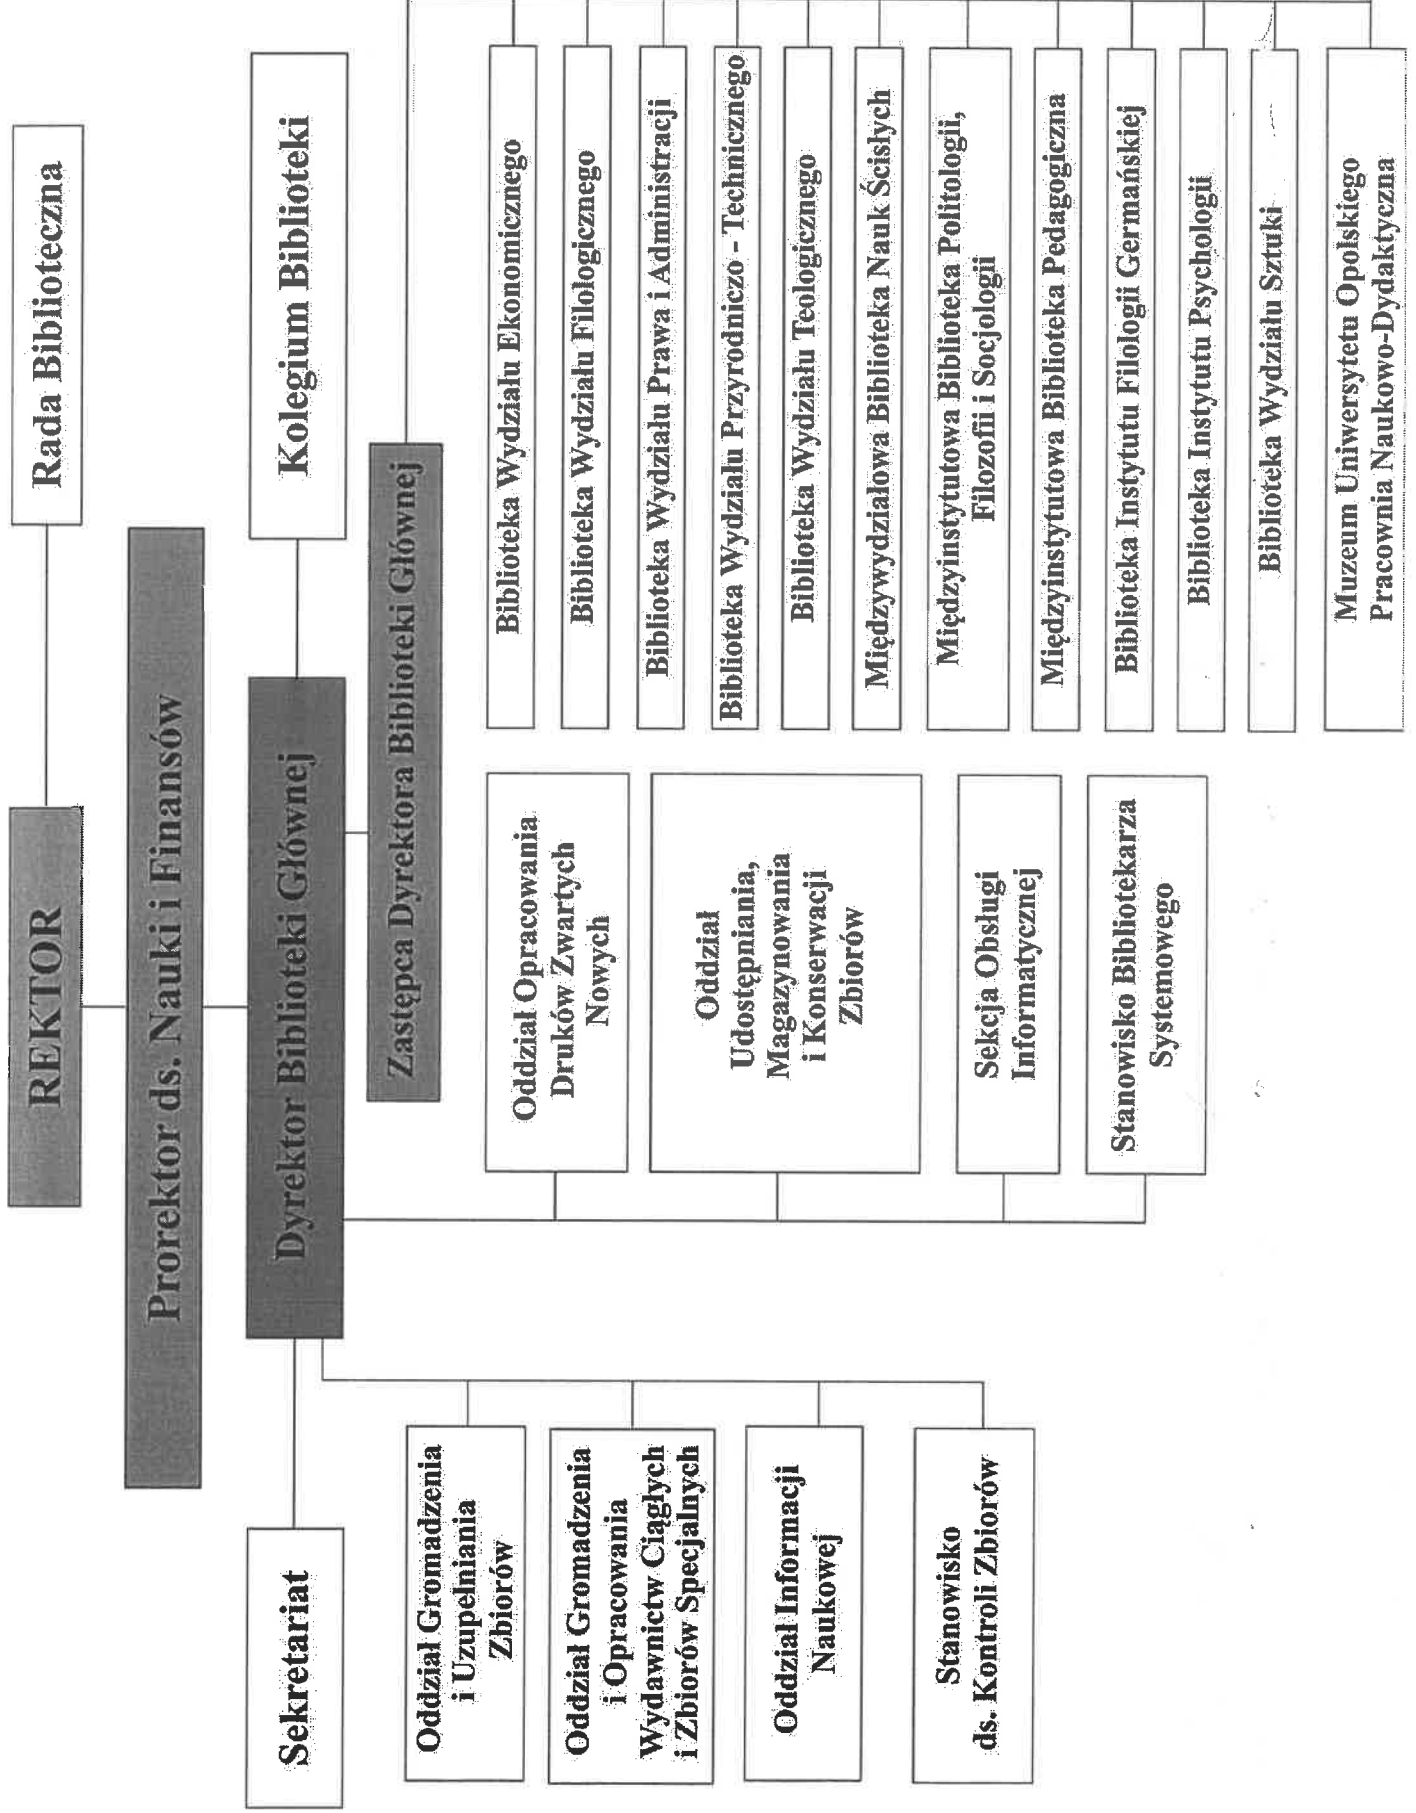 REKTOR
Rada Biblioteczna
Prorektor ds. Nauki i Finansów
Sekretariat
Dyrektor Biblioteki Głównej
Kolegium Biblioteki
Zastępca Dyrektora Biblioteki Głównej
Oddział Gromadzenia
i Uzupełniania
Zbiorów
Oddział Gromadzenia
i Opracowania
Wydawnictw Ciągłych
i Zbiorów Specjalnych
Oddział Informacji
Naukowej
Stanowisko
ds. Kontroli Zbiorów
Oddział Opracowania
Druków Zwartych
Nowych
Oddział
Udostępniania,
Magazynowania
i Konserwacji
Zbiorów
Sekcja Obsługi
Informatycznej
Stanowisko Bibliotekarza
Systemowego
Biblioteka Wydziału Ekonomicznego
Biblioteka Wydziału Filologicznego
Biblioteka Wydziału Prawa i Administracji
Biblioteka Wydziału Przyrodniczo - Technicznego
Biblioteka Wydziału Teologicznego
Międzywydziałowa Biblioteka Nauk Ścisłych
Międzyinstytutowa Biblioteka Politologii,
Filozofii i Socjologii
Międzyinstytutowa Biblioteka Pedagogiczna
Biblioteka Instytutu Filologii Germańskiej
Biblioteka Instytutu Psychologii
Biblioteka Wydziału Sztuki
Muzeum Uniwersytetu Opolskiego
Pracownia Naukowo-Dydaktyczna